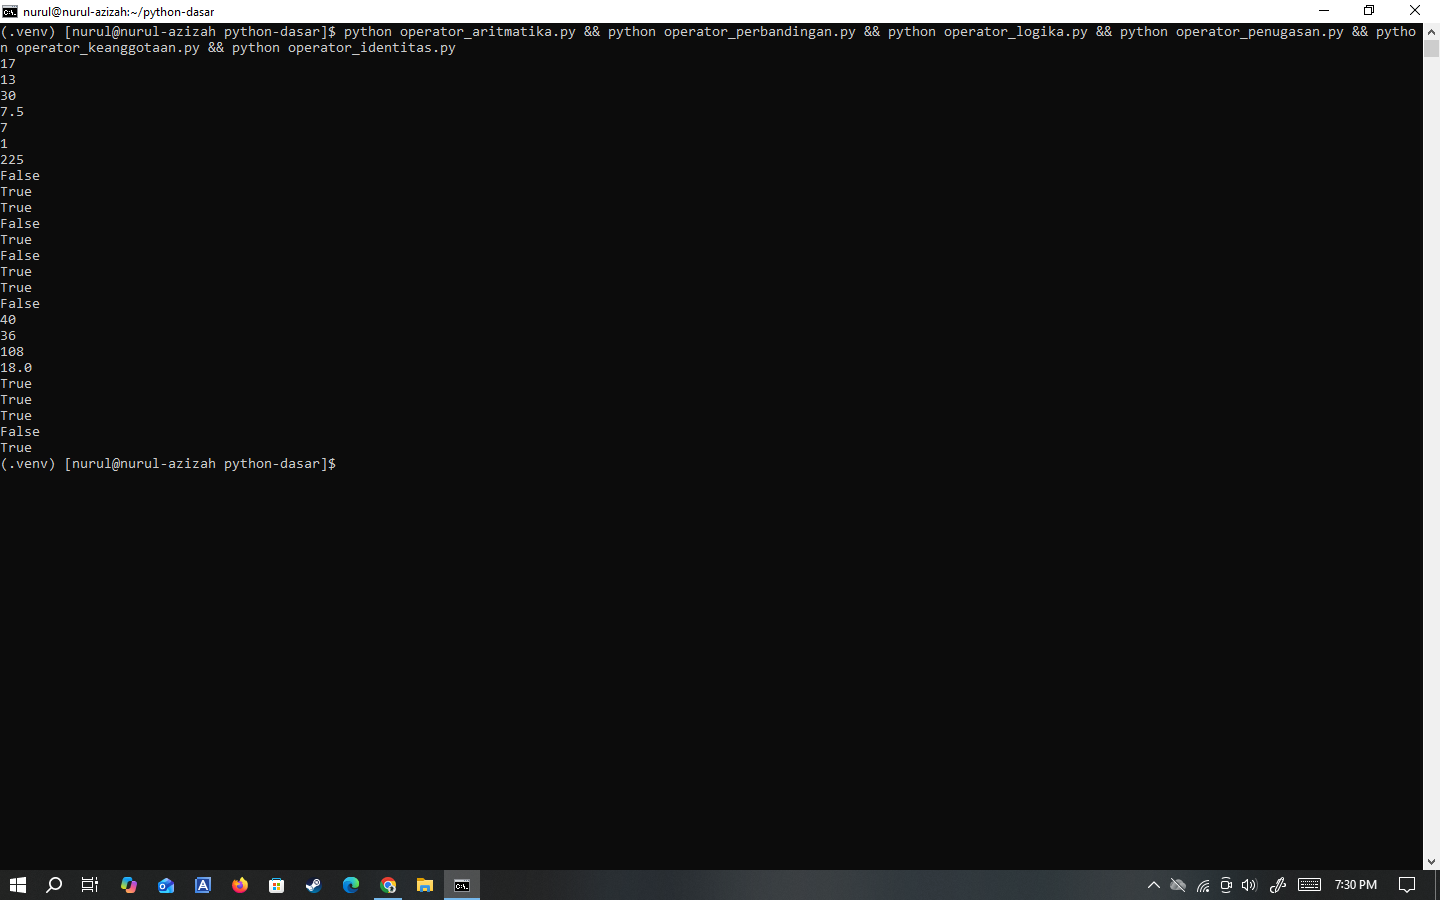 nurul@nurul-azizah:~/python-dasar
(.venv) [nurul@nurul-azizah python-dasar]$ python operator_aritmatika.py && python operator_perbandingan.py && python operator_logika.py && python operator_penugasan.py && pytho
n operator_keanggotaan.py && python operator_identitas.py
17
13
30
7.5
7
1
225
False
True
True
False
True
False
True
True
False
40
36
108
18.0
True
True
True
False
True
(.venv) [nurul@nurul-azizah python-dasar]$
7:30 PM